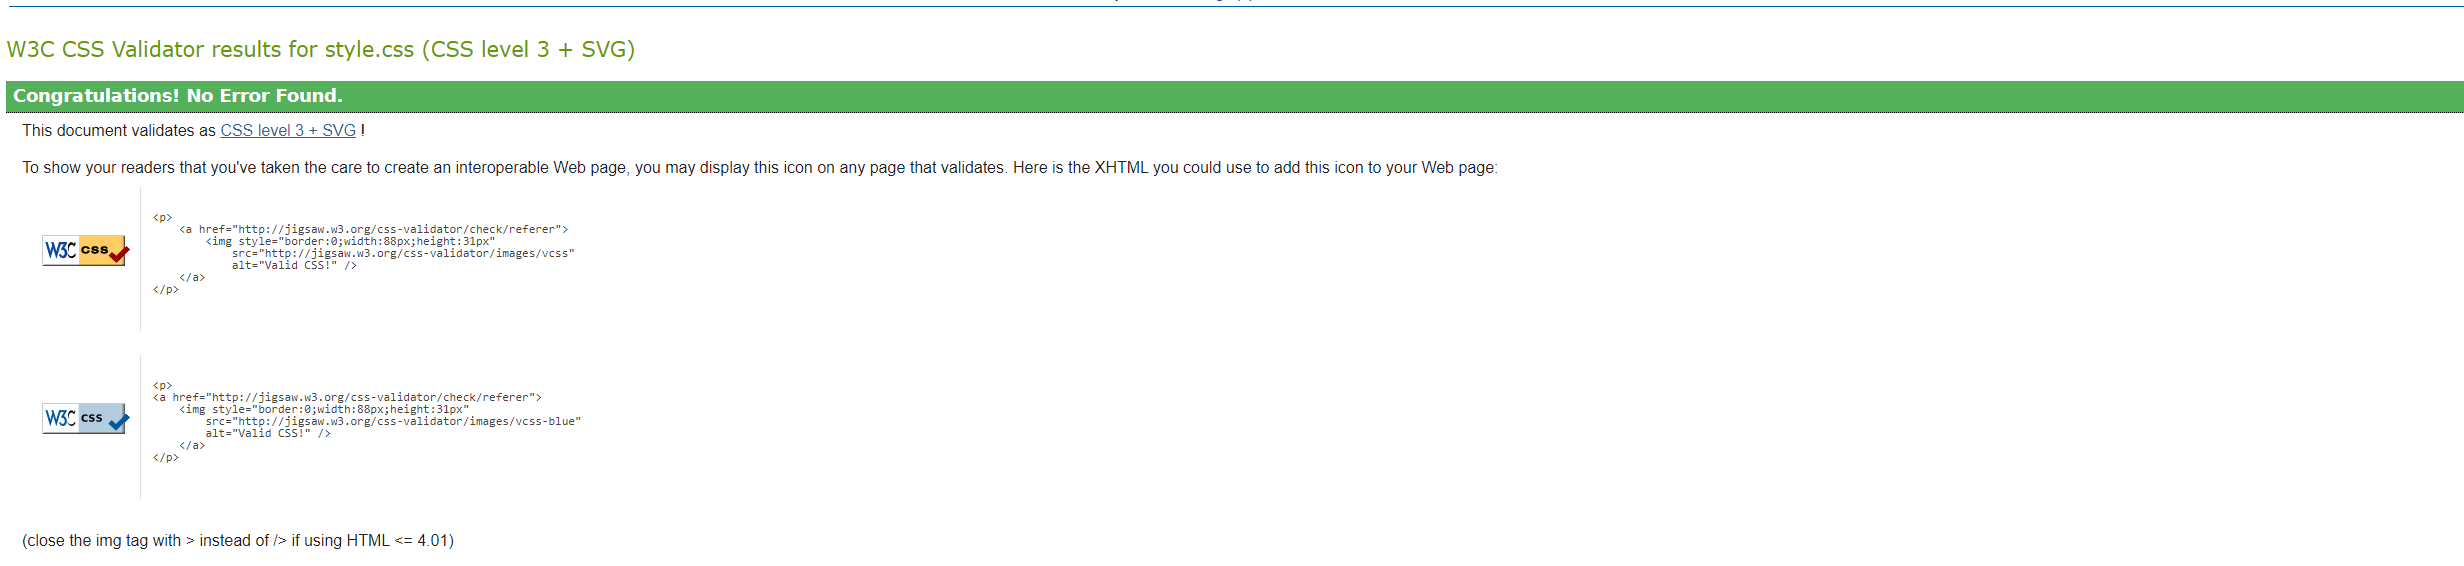 W3C CSS Validator results for style.css (CSS level 3 + SVG)
Congratulations! No Error Found.
This document validates as CSS level 3 + SVG !
To show your readers that you've taken the care to create an interoperable Web page, you may display this icon on any page that validates. Here is the XHTML you could use to add this icon to your Web page:
W3C css
<p>
<a href="http://jigsaw.w3.org/css-validator/check/referer">
<img style="border:0;width:88px;height:31px"
src="http://jigsaw.w3.org/css-validator/images/vcss"
alt="Valid CSS!" />
</a>
</p>
W3C css
<p>
<a href="http://jigsaw.w3.org/css-validator/check/referer">
<img style="border:0;width:88px;height:31px"
src="http://jigsaw.w3.org/css-validator/images/vcss-blue"
alt="Valid CSS!" />
</a>
</p>
(close the img tag with > instead of /> if using HTML <= 4.01)